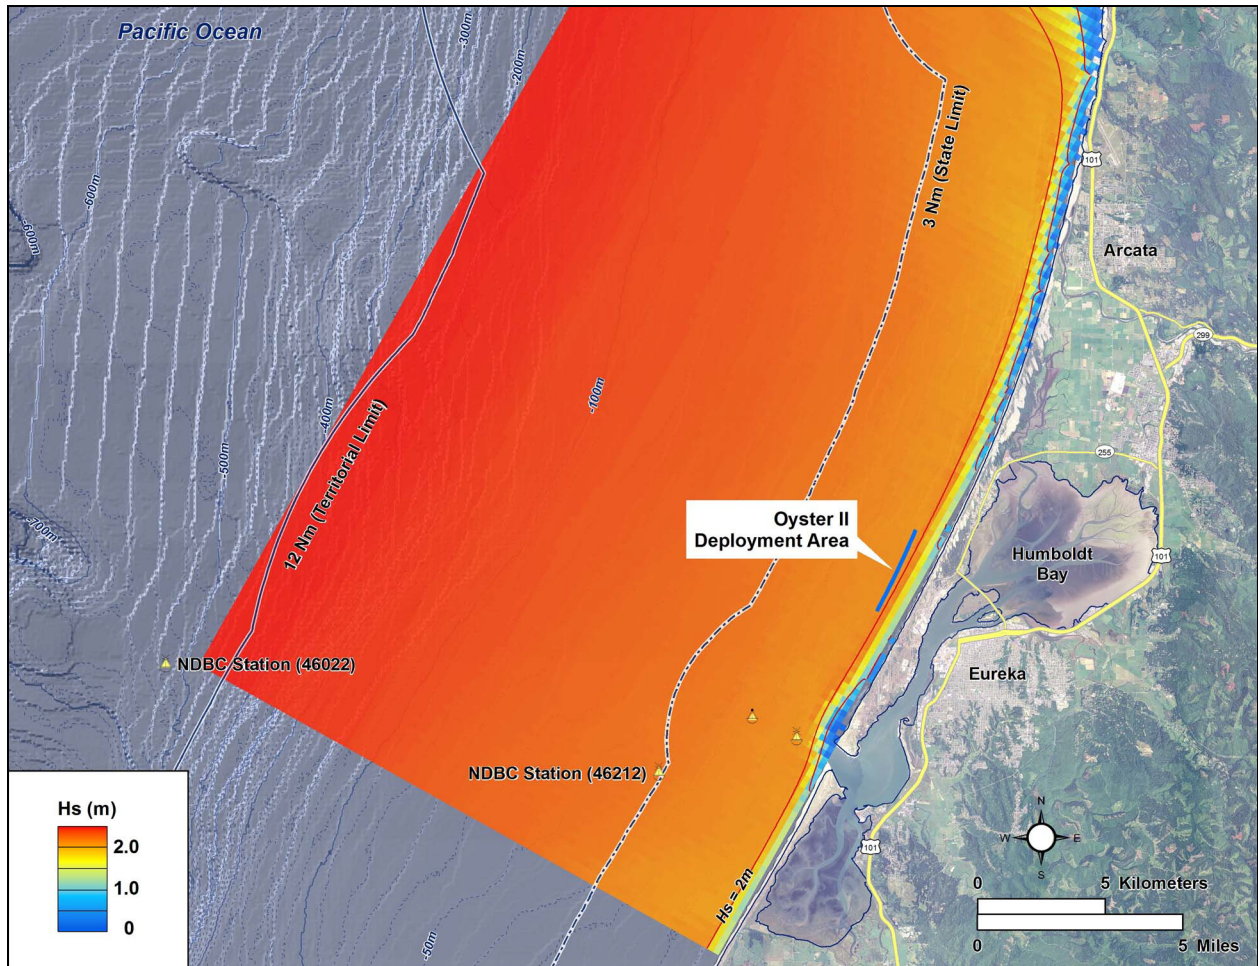 Pacific Ocean
-300m
-200m
101
3 Nm (State Limit)
-600m
-600m
Arcata
299
-100m
-400m
12 Nm (Territorial Limit)
255
-500m
-700m
Oyster II
Deployment Area
Humboldt
Bay
101
NDBC Station (46022)
Eureka
NDBC Station (46212)
Hs (m)
2.0
1.0
0
N
W
E
S
101
Hs = 2m
-50m
0
5 Kilometers
0
5 Miles